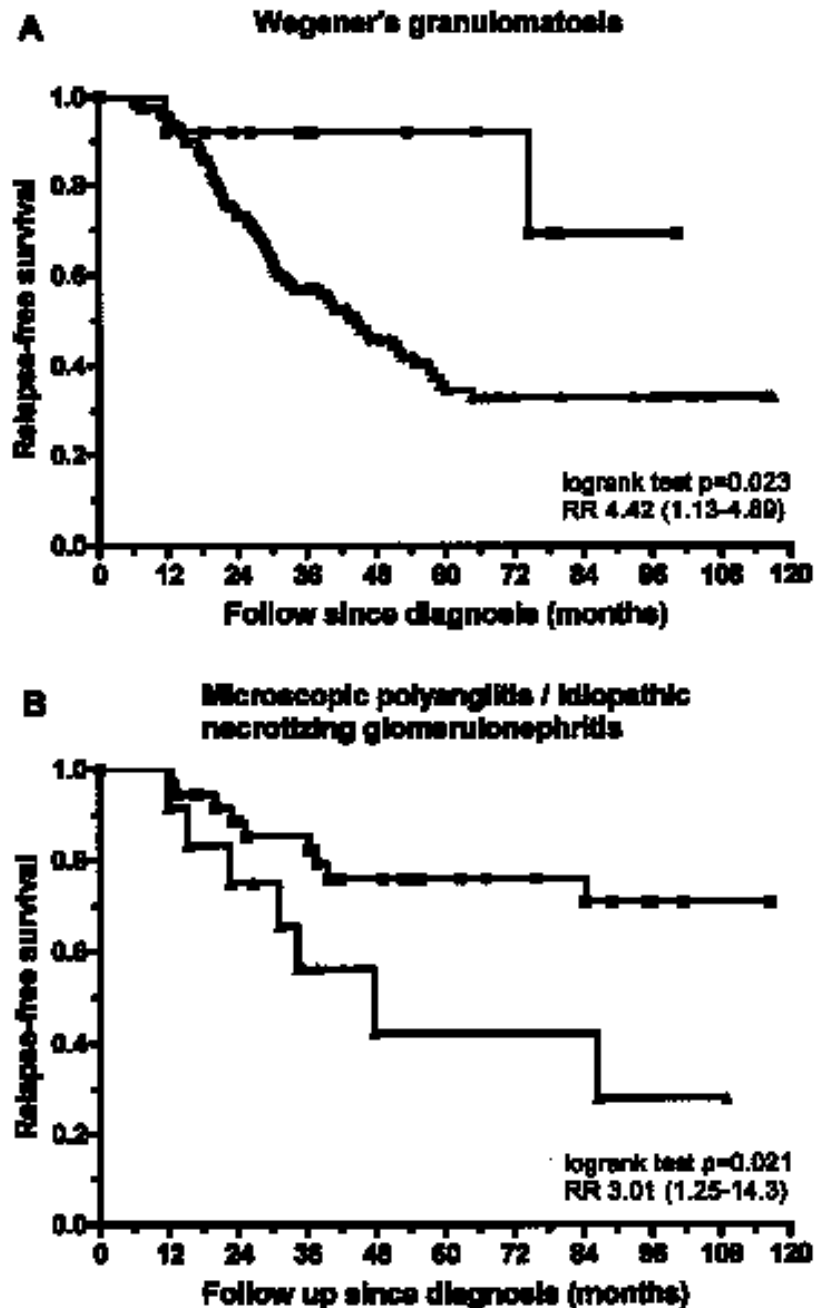 A
Wegener's granulomatosis
Relapse-free survival
1.0
0.8
0.6
0.4
0.2
0.0
0 12 24 36 48 60 72 84 96 108 120
logrank test p=0.023
RR 4.42 (1.13-4.89)
Follow since diagnosis (months)
B
Microscopic polyangiitis / idiopathic
necrotizing glomerulonephritis
Relapse-free survival
1.0
0.8
0.6
0.4
0.2
0.0
0 12 24 36 48 60 72 84 96 108 120
logrank test p=0.021
RR 3.01 (1.25-14.3)
Follow up since diagnosis (months)